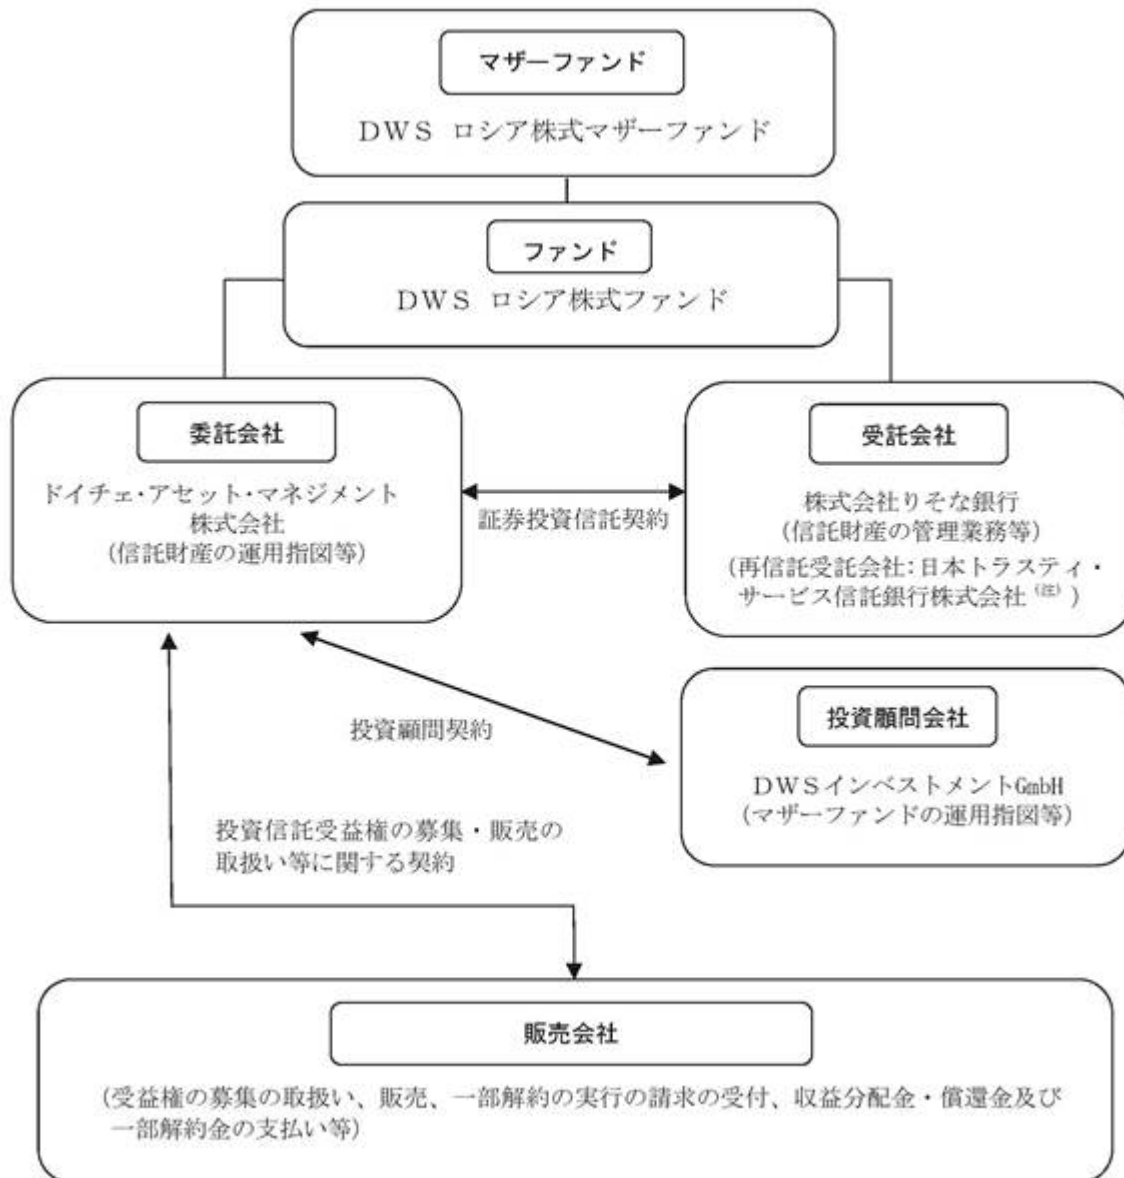 マザーファンド
DWS ロシア株式マザーファンド
ファンド
DWS ロシア株式ファンド
委託会社
ドイチェ・アセット・マネジメント
株式会社
(信託財産の運用指図等)
証券投資信託契約
受託会社
株式会社りそな銀行
(信託財産の管理業務等)
(再信託受託会社:日本トラスティ・
サービス信託銀行株式会社(注))
投資顧問契約
投資顧問会社
DWSインベストメントGmbH
(マザーファンドの運用指図等)
投資信託受益権の募集・販売の
取扱い等に関する契約
販売会社
(受益権の募集の取扱い、販売、一部解約の実行の請求の受付、収益分配金・償還金及び
一部解約金の支払い等)